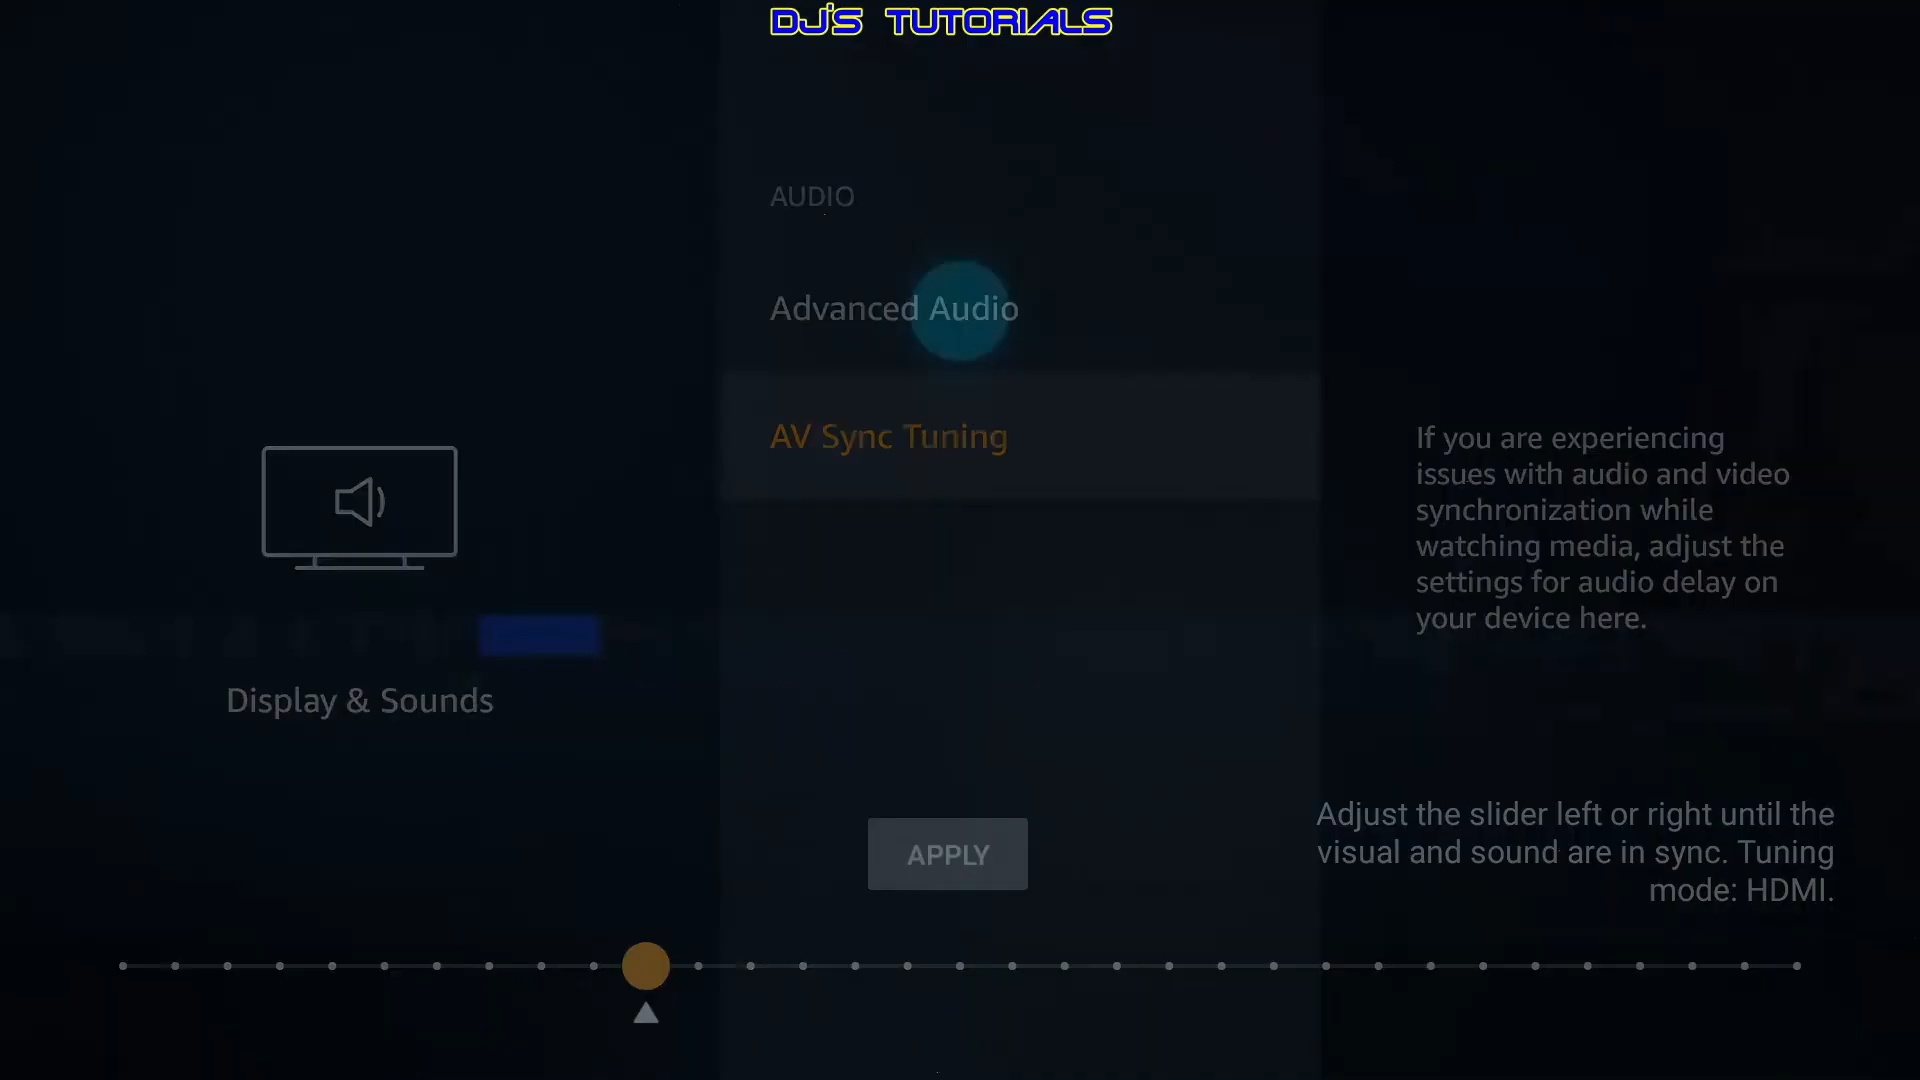 DJ'S TUTORIALS
AUDIO
Advanced Audio
AV Sync Tuning
Display & Sounds
If you are experiencing
issues with audio and video
synchronization while
watching media, adjust the
settings for audio delay on
your device here.
APPLY
Adjust the slider left or right until the
visual and sound are in sync. Tuning
mode: HDMI.